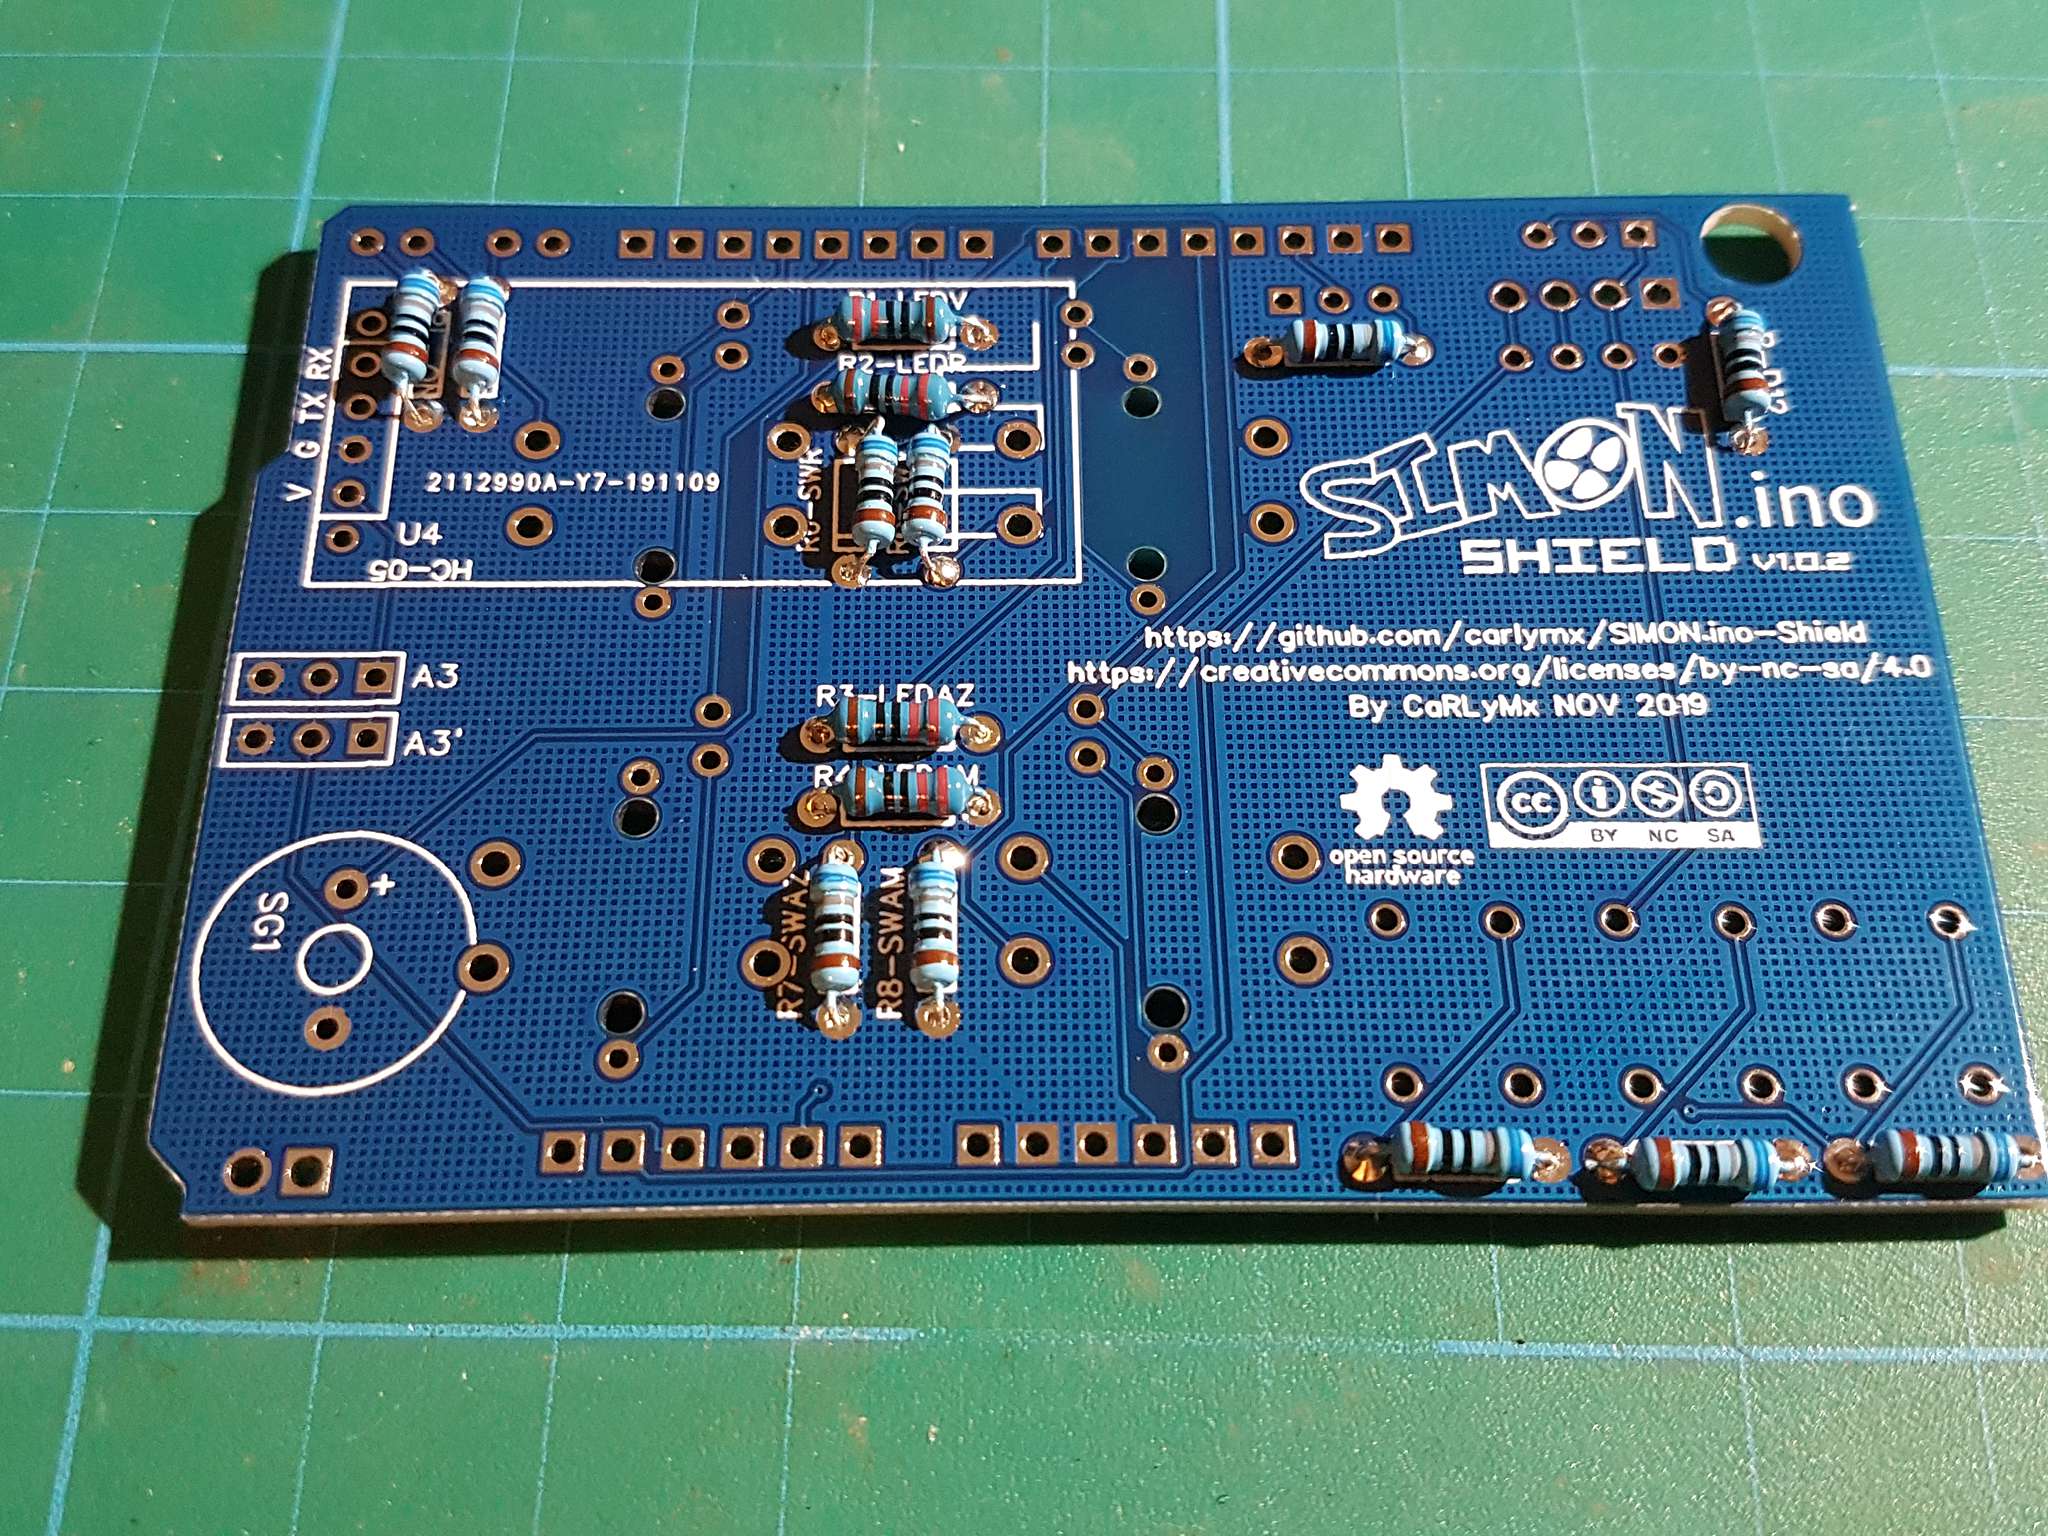 R2-LEDR
RX
TX
G
V
2112990A-Y7-191109
U4
HC-05
SIMON.ino
SHIELD V1.0.2
https://github.com/carlymx/SIMON.ino-Shield
https://creativecommons.org/licenses/by-nc-sa/4.0
By CaRLyMx NOV 2019
A3
A3'
R3-LEDAZ
open source
hardware
cc
BY NC SA
+
SG1
R7-SWAZ
R8-SWAM